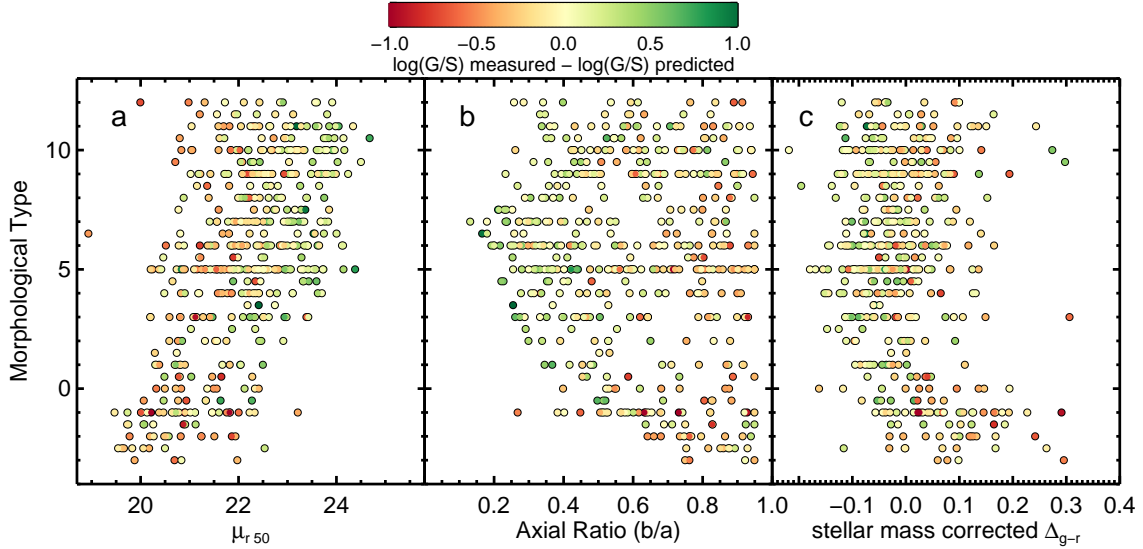 −1.0 −0.5 0.0 0.5 1.0
log(G/S) measured − log(G/S) predicted
a
b
c
Morphological Type
10
5
0
20 22 24
0.2 0.4 0.6 0.8 1.0
−0.1 0.0 0.1 0.2 0.3 0.4
μr 50
Axial Ratio (b/a)
stellar mass corrected Δg−r